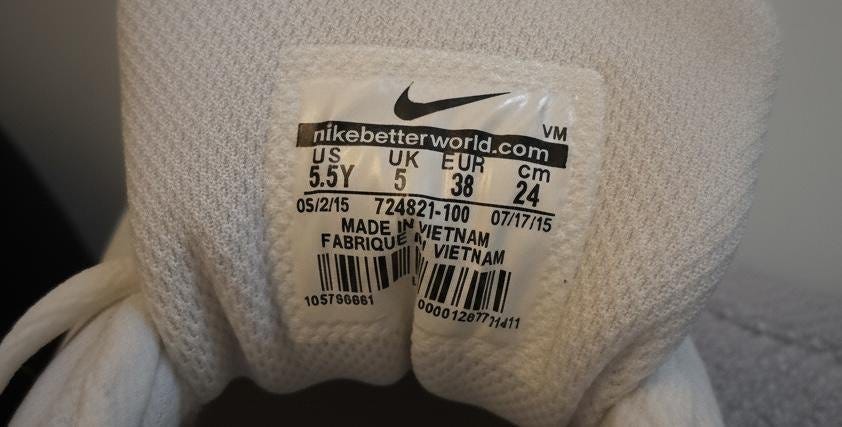 VM
nikebetterworld.com
US UK EUR cm
5.5Y 5 38 24
05/2/15 724821-100 07/17/15
MADE IN VIETNAM
FABRIQUE VIETNAM